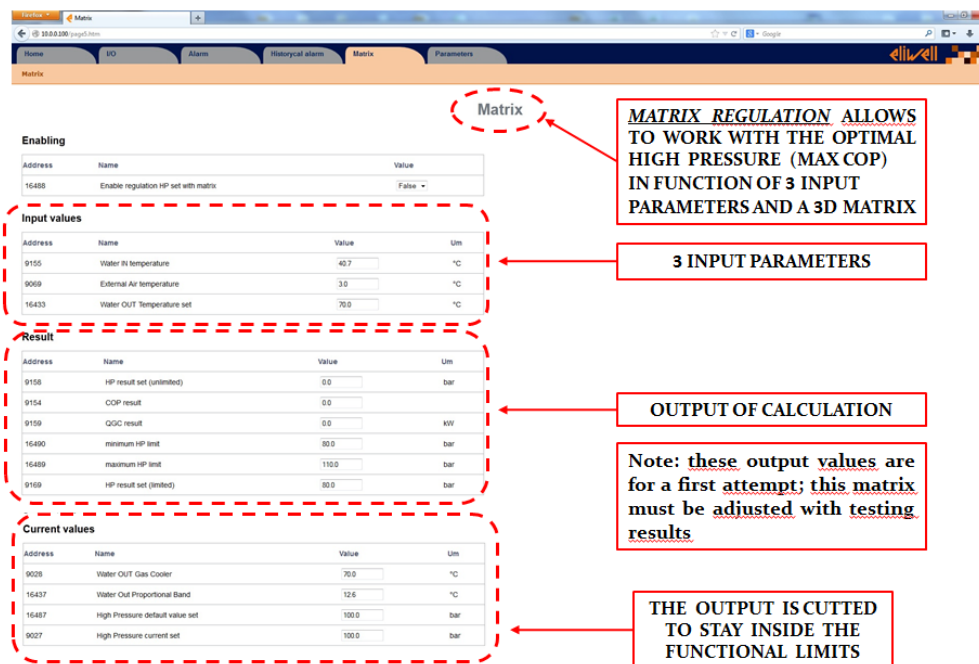 Firefox
Matrix
+
10.0.0.100/page5.htm
Google
Home I/O Alarm Historycal alarm Matrix Parameters
eliwell
Matrix
Matrix
MATRIX REGULATION ALLOWS
TO WORK WITH THE OPTIMAL
HIGH PRESSURE (MAX COP)
IN FUNCTION OF 3 INPUT
PARAMETERS AND A 3D MATRIX
Enabling
Address Name Value
16488 Enable regulation HP set with matrix False
Input values
Address Name Value Um
9155 Water IN temperature 40.7 °C
9069 External Air temperature 3.0 °C
16433 Water OUT Temperature set 70.0 °C
3 INPUT PARAMETERS
Result
Address Name Value Um
9158 HP result set (unlimited) 0.0 bar
9154 COP result 0.0
9159 QGC result 0.0 kW
16490 minimum HP limit 80.0 bar
16489 maximum HP limit 110.0 bar
9169 HP result set (limited) 80.0 bar
OUTPUT OF CALCULATION
Note: these output values are
for a first attempt; this matrix
must be adjusted with testing
results
Current values
Address Name Value Um
9028 Water OUT Gas Cooler 70.0 °C
16437 Water Out Proportional Band 12.6 °C
16487 High Pressure default value set 100.0 bar
9027 High Pressure current set 100.0 bar
THE OUTPUT IS CUTTED
TO STAY INSIDE THE
FUNCTIONAL LIMITS